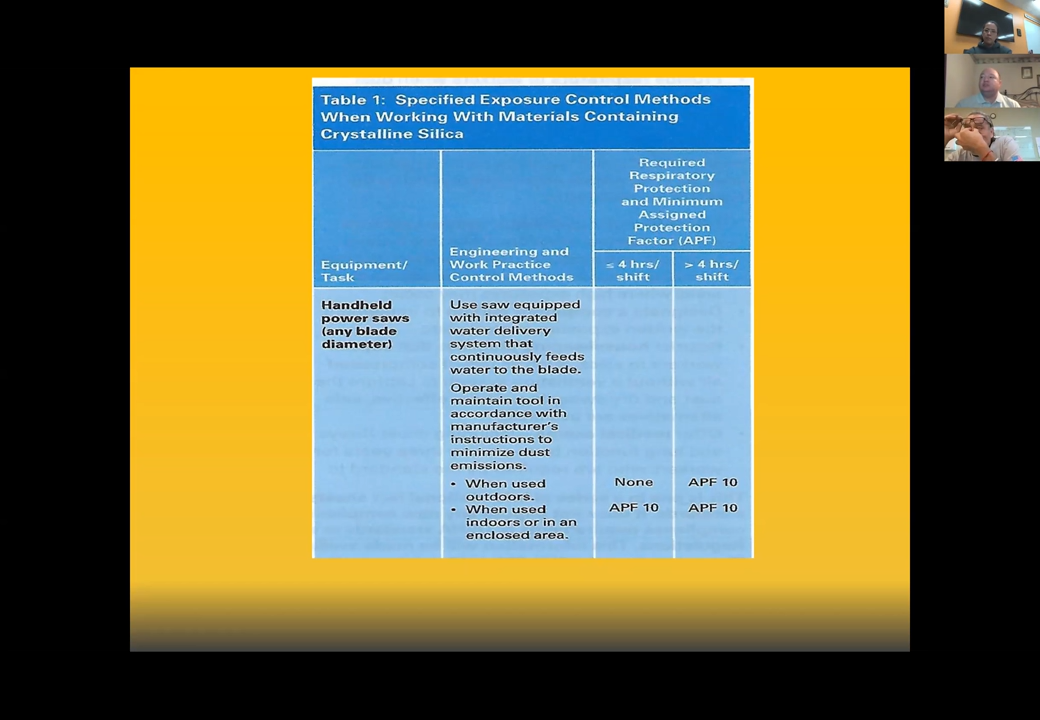 Table 1: Specified Exposure Control Methods
When Working With Materials Containing
Crystalline Silica
Equipment/
Task
Engineering and
Work Practice
Control Methods
Required
Respiratory
Protection
and Minimum
Assigned
Protection
Factor (APF)
≤ 4 hrs/
shift
> 4 hrs/
shift
Handheld
power saws
(any blade
diameter)
Use saw equipped
with integrated
water delivery
system that
continuously feeds
water to the blade.
Operate and
maintain tool in
accordance with
manufacturer's
instructions to
minimize dust
emissions.
• When used
outdoors.
None APF 10
• When used
indoors or in an
enclosed area.
APF 10 APF 10